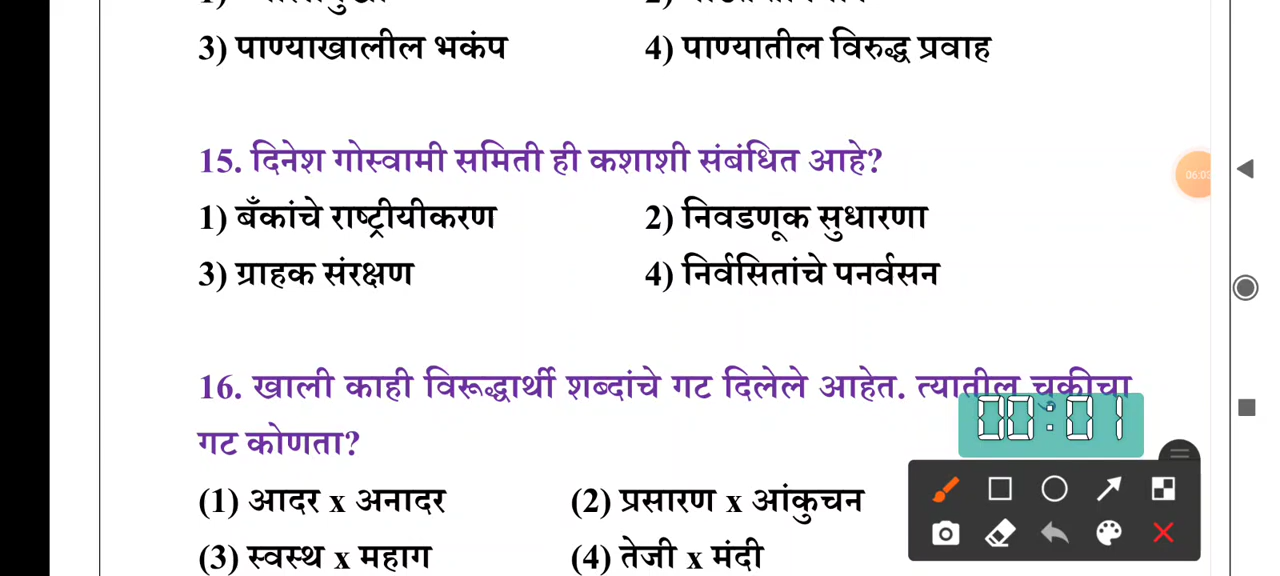 3) पाण्याखालील भकंप 4) पाण्यातील विरुद्ध प्रवाह
15. दिनेश गोस्वामी समिती ही कशाशी संबंधित आहे?
1) बँकांचे राष्ट्रीयीकरण 2) निवडणूक सुधारणा
3) ग्राहक संरक्षण 4) निर्वसितांचे पनर्वसन
06:03
16. खाली काही विरूद्धार्थी शब्दांचे गट दिलेले आहेत. त्यातील चुकीचा
गट कोणता?
00:01
(1) आदर x अनादर (2) प्रसारण x आंकुचन
(3) स्वस्थ x महाग (4) तेजी x मंदी